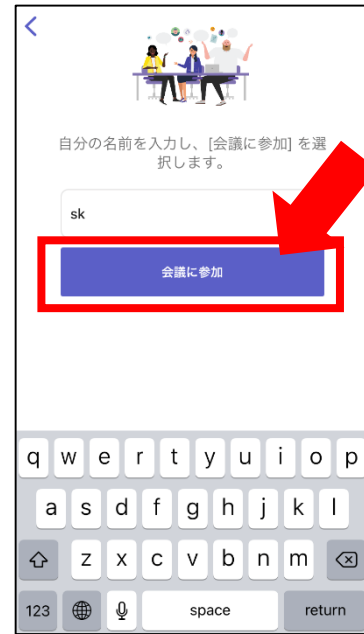 自分の名前を入力し、[会議に参加] を選
択します。
sk
会議に参加
q w e r t y u i o p
a s d f g h j k l
z x c v b n m
123 space return